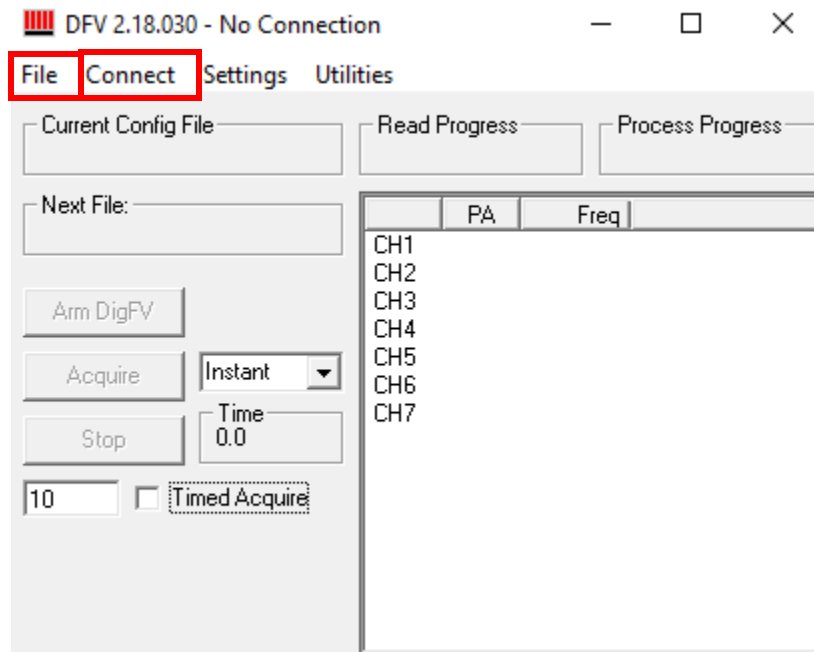 DFV 2.18.030 - No Connection
File Connect Settings Utilities
Current Config File Read Progress Process Progress
Next File:
PA Freq
CH1
CH2
CH3
CH4
CH5
CH6
CH7
Arm DigFV
Acquire Instant
Stop Time
0.0
10 Timed Acquire